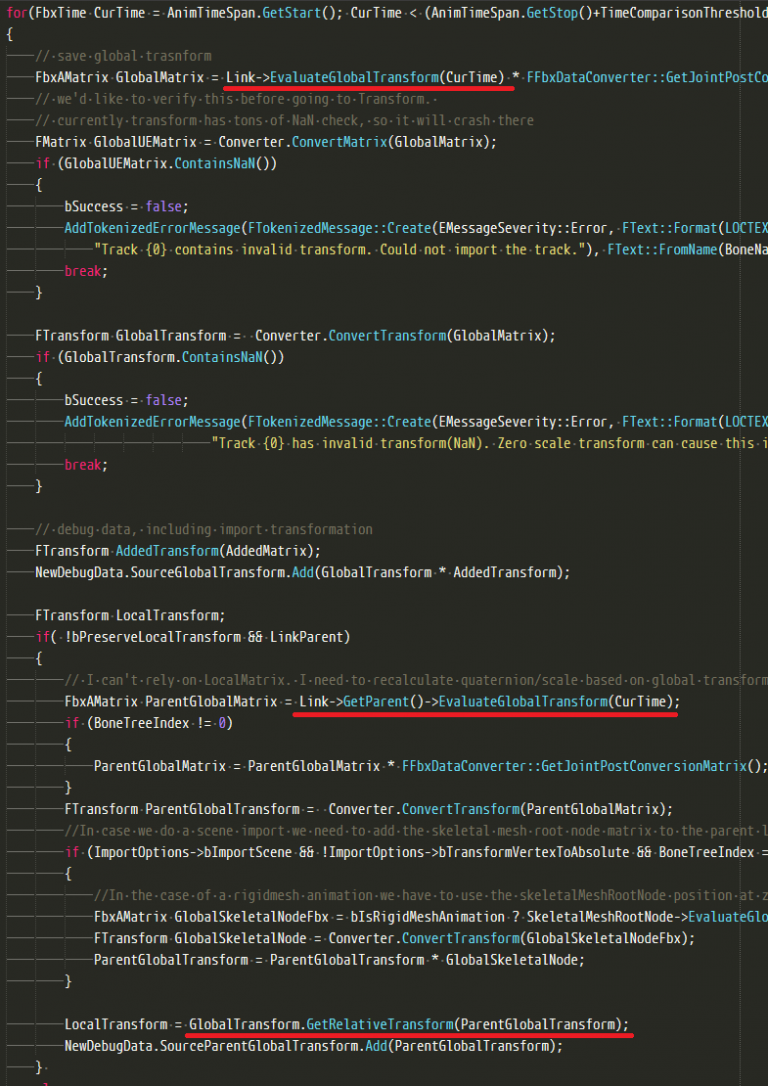 for(FbxTime CurTime = AnimTimeSpan.GetStart(); CurTime < (AnimTimeSpan.GetStop()+TimeComparisonThreshold
{
// save global trasnform
FbxAMatrix GlobalMatrix = Link->EvaluateGlobalTransform(CurTime) * FFbxDataConverter::GetJointPostCo
// we'd like to verify this before going to Transform.
// currently transform has tons of NaN check, so it will crash there
FMatrix GlobalUEMatrix = Converter.ConvertMatrix(GlobalMatrix);
if (GlobalUEMatrix.ContainsNaN())
{
bSuccess = false;
AddTokenizedErrorMessage(FTokenizedMessage::Create(EMessageSeverity::Error, FText::Format(LOCTEX
"Track {0} contains invalid transform. Could not import the track."), FText::FromName(BoneNa
break;
}
FTransform GlobalTransform =  Converter.ConvertTransform(GlobalMatrix);
if (GlobalTransform.ContainsNaN())
{
bSuccess = false;
AddTokenizedErrorMessage(FTokenizedMessage::Create(EMessageSeverity::Error, FText::Format(LOCTEX
"Track {0} has invalid transform(NaN). Zero scale transform can cause this i
break;
}
// debug data, including import transformation
FTransform AddedTransform(AddedMatrix);
NewDebugData.SourceGlobalTransform.Add(GlobalTransform * AddedTransform);
FTransform LocalTransform;
if( !bPreserveLocalTransform && LinkParent)
{
// I can't rely on LocalMatrix. I need to recalculate quaternion/scale based on global transform
FbxAMatrix ParentGlobalMatrix = Link->GetParent()->EvaluateGlobalTransform(CurTime);
if (BoneTreeIndex != 0)
{
ParentGlobalMatrix = ParentGlobalMatrix * FFbxDataConverter::GetJointPostConversionMatrix();
}
FTransform ParentGlobalTransform =  Converter.ConvertTransform(ParentGlobalMatrix);
//In case we do a scene import we need to add the skeletal mesh root node matrix to the parent l
if (ImportOptions->bImportScene && !ImportOptions->bTransformVertexToAbsolute && BoneTreeIndex =
{
//In the case of a rigidmesh animation we have to use the skeletalMeshRootNode position at z
FbxAMatrix GlobalSkeletalNodeFbx = bIsRigidMeshAnimation ? SkeletalMeshRootNode->EvaluateGlo
FTransform GlobalSkeletalNode = Converter.ConvertTransform(GlobalSkeletalNodeFbx);
ParentGlobalTransform = ParentGlobalTransform * GlobalSkeletalNode;
}
LocalTransform = GlobalTransform.GetRelativeTransform(ParentGlobalTransform);
NewDebugData.SourceParentGlobalTransform.Add(ParentGlobalTransform);
}